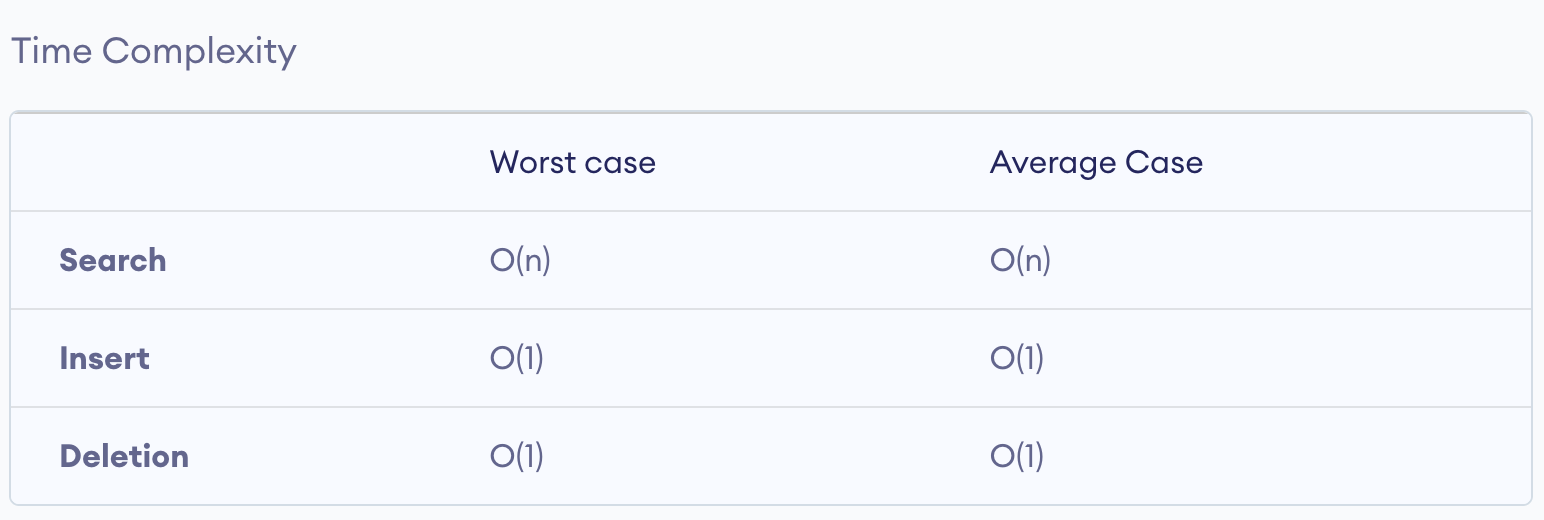 Time Complexity
Worst case Average Case
Search O(n) O(n)
Insert O(1) O(1)
Deletion O(1) O(1)